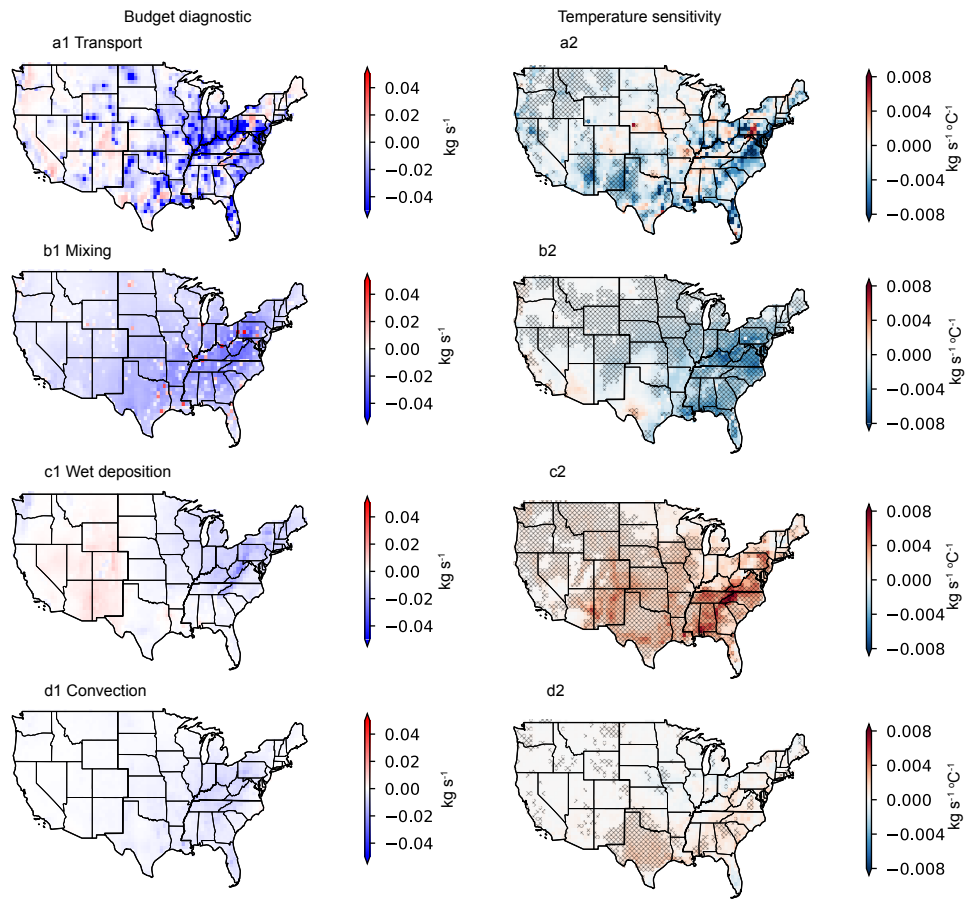 Budget diagnostic
Temperature sensitivity
a1 Transport
a2
0.04
0.02
0.00
−0.02
−0.04
kg s⁻¹
0.008
0.004
0.000
−0.004
−0.008
kg s⁻¹ °C⁻¹
b1 Mixing
b2
0.04
0.02
0.00
−0.02
−0.04
kg s⁻¹
0.008
0.004
0.000
−0.004
−0.008
kg s⁻¹ °C⁻¹
c1 Wet deposition
c2
0.04
0.02
0.00
−0.02
−0.04
kg s⁻¹
0.008
0.004
0.000
−0.004
−0.008
kg s⁻¹ °C⁻¹
d1 Convection
d2
0.04
0.02
0.00
−0.02
−0.04
kg s⁻¹
0.008
0.004
0.000
−0.004
−0.008
kg s⁻¹ °C⁻¹